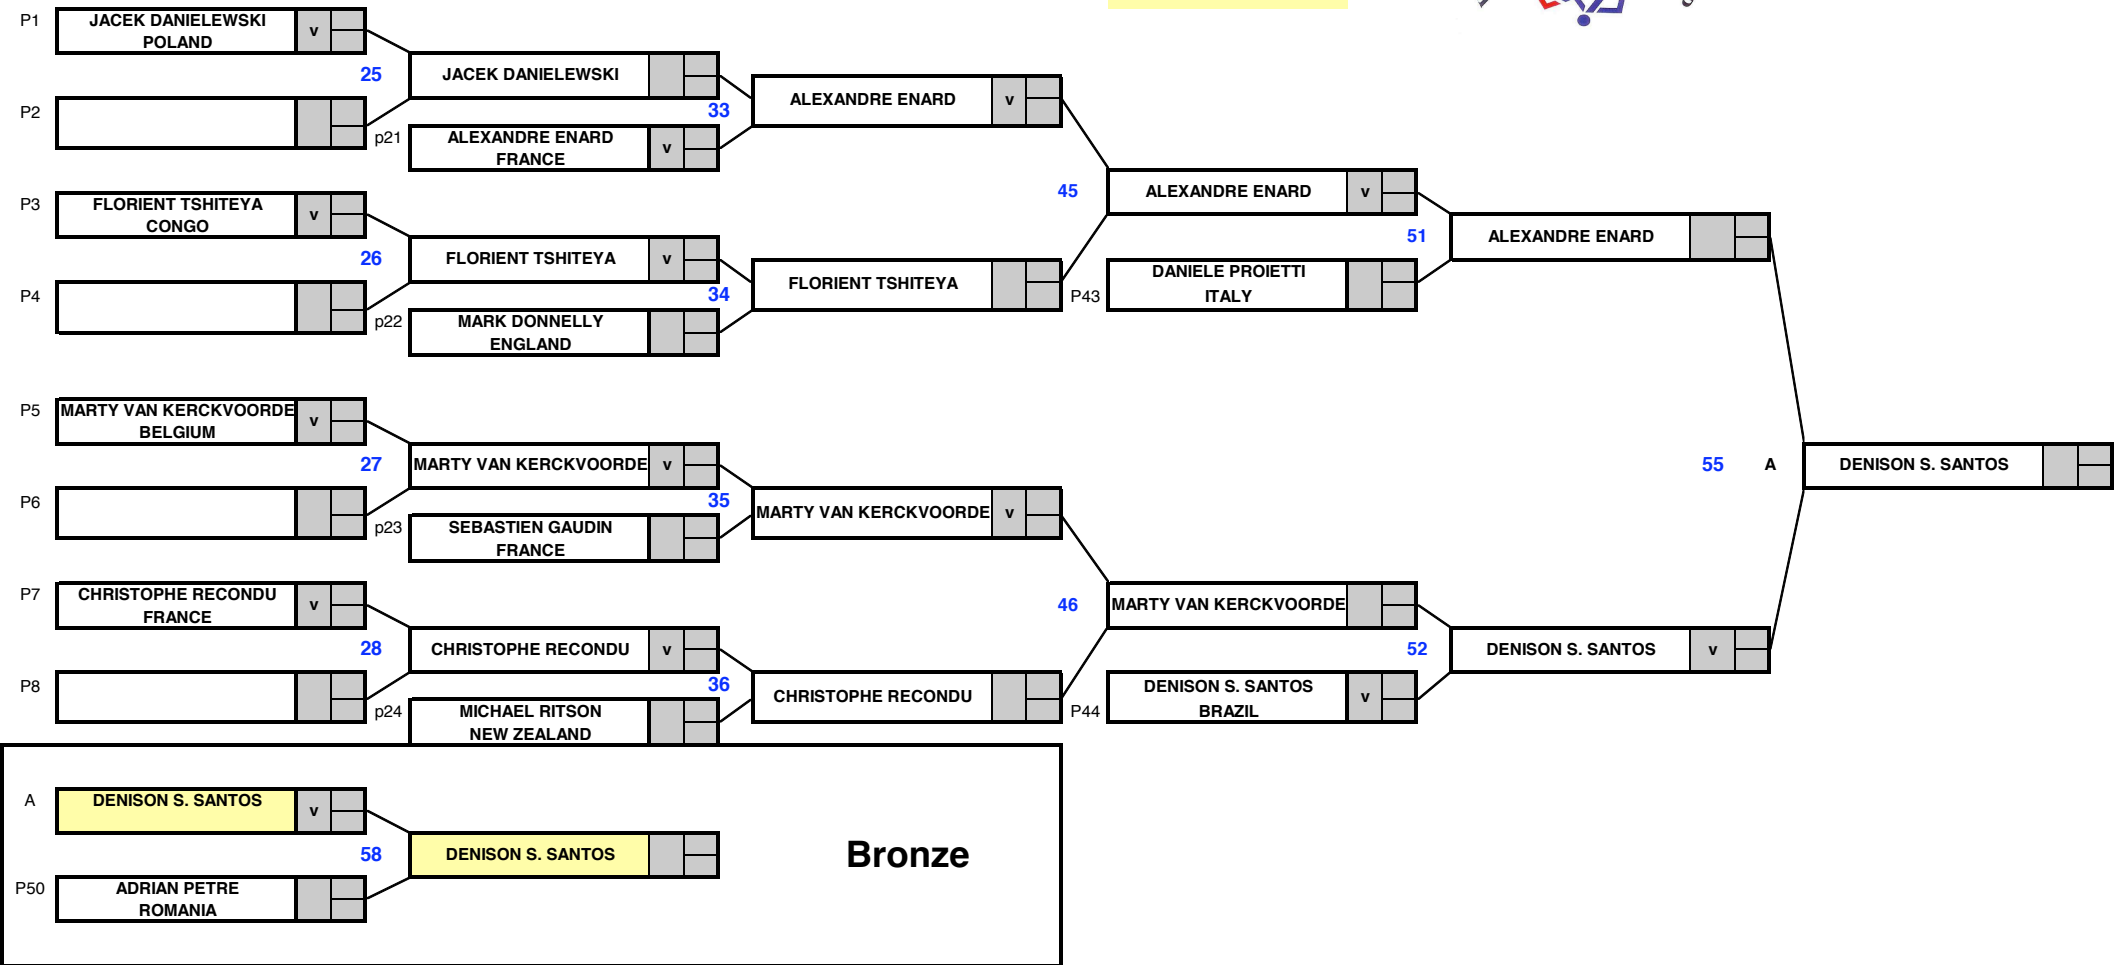 P1
JACEK DANIELEWSKI
POLAND
v
25
JACEK DANIELEWSKI
P2
33
ALEXANDRE ENARD
v
p21
ALEXANDRE ENARD
FRANCE
v
P3
FLORIENT TSHITEYA
CONGO
v
45
ALEXANDRE ENARD
v
26
FLORIENT TSHITEYA
v
51
ALEXANDRE ENARD
P4
34
FLORIENT TSHITEYA
P43
DANIELE PROIETTI
ITALY
p22
MARK DONNELLY
ENGLAND
P5
MARTY VAN KERCKVOORDE
BELGIUM
v
27
MARTY VAN KERCKVOORDE
v
55
A
DENISON S. SANTOS
P6
35
MARTY VAN KERCKVOORDE
v
p23
SEBASTIEN GAUDIN
FRANCE
P7
CHRISTOPHE RECONDU
FRANCE
v
46
MARTY VAN KERCKVOORDE
28
CHRISTOPHE RECONDU
v
52
DENISON S. SANTOS
v
P8
36
CHRISTOPHE RECONDU
P44
DENISON S. SANTOS
BRAZIL
v
p24
MICHAEL RITSON
NEW ZEALAND
A
DENISON S. SANTOS
v
58
DENISON S. SANTOS
Bronze
P50
ADRIAN PETRE
ROMANIA